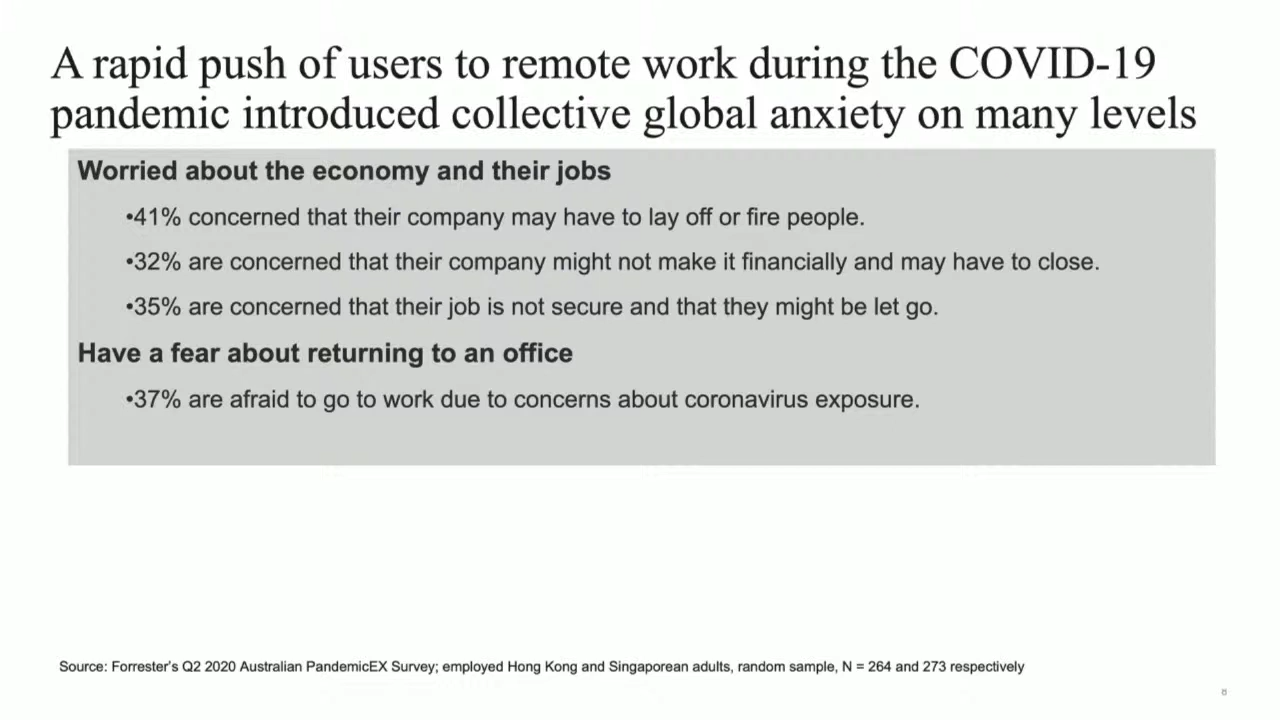 A rapid push of users to remote work during the COVID-19
pandemic introduced collective global anxiety on many levels
Worried about the economy and their jobs
•41% concerned that their company may have to lay off or fire people.
•32% are concerned that their company might not make it financially and may have to close.
•35% are concerned that their job is not secure and that they might be let go.
Have a fear about returning to an office
•37% are afraid to go to work due to concerns about coronavirus exposure.
Source: Forrester's Q2 2020 Australian PandemicEX Survey; employed Hong Kong and Singaporean adults, random sample, N = 264 and 273 respectively
8